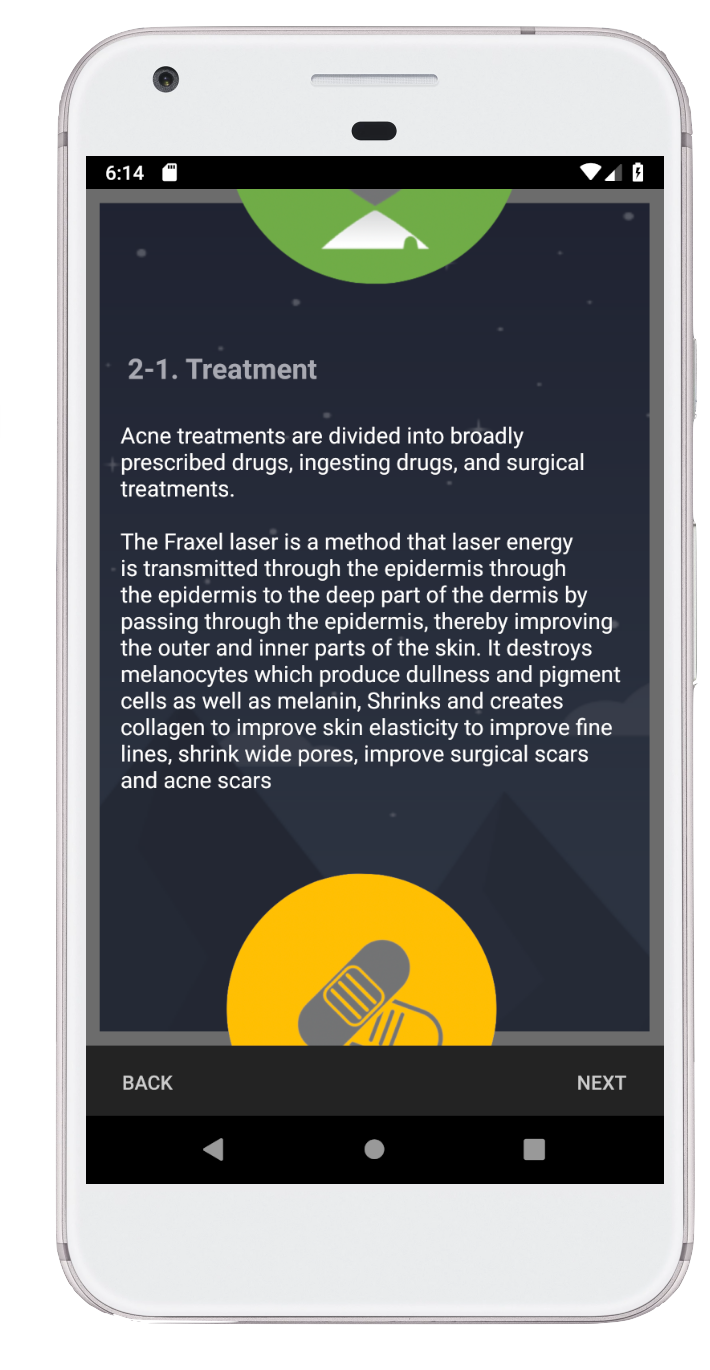 6:14
2-1. Treatment
Acne treatments are divided into broadly
prescribed drugs, ingesting drugs, and surgical
treatments.
The Fraxel laser is a method that laser energy
is transmitted through the epidermis through
the epidermis to the deep part of the dermis by
passing through the epidermis, thereby improving
the outer and inner parts of the skin. It destroys
melanocytes which produce dullness and pigment
cells as well as melanin, Shrinks and creates
collagen to improve skin elasticity to improve fine
lines, shrink wide pores, improve surgical scars
and acne scars
BACK
NEXT